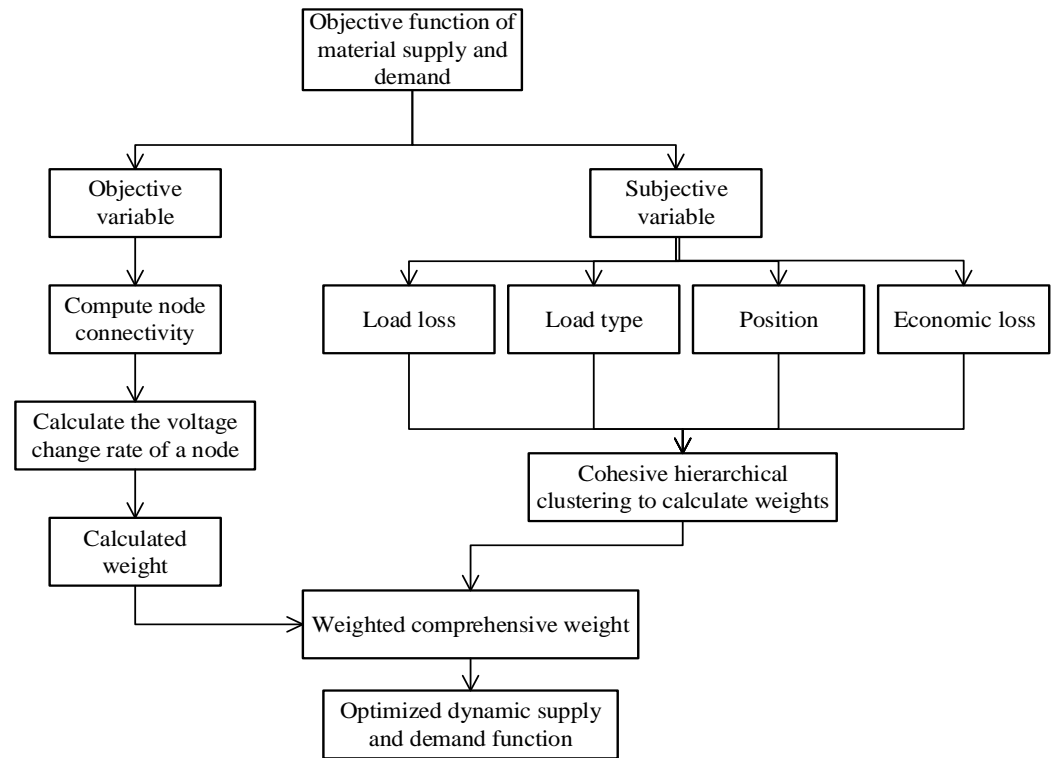 Objective function of
material supply and
demand
Objective
variable
Subjective
variable
Compute node
connectivity
Load loss
Load type
Position
Economic loss
Calculate the voltage
change rate of a node
Cohesive hierarchical
clustering to calculate weights
Calculated
weight
Weighted comprehensive weight
Optimized dynamic supply
and demand function